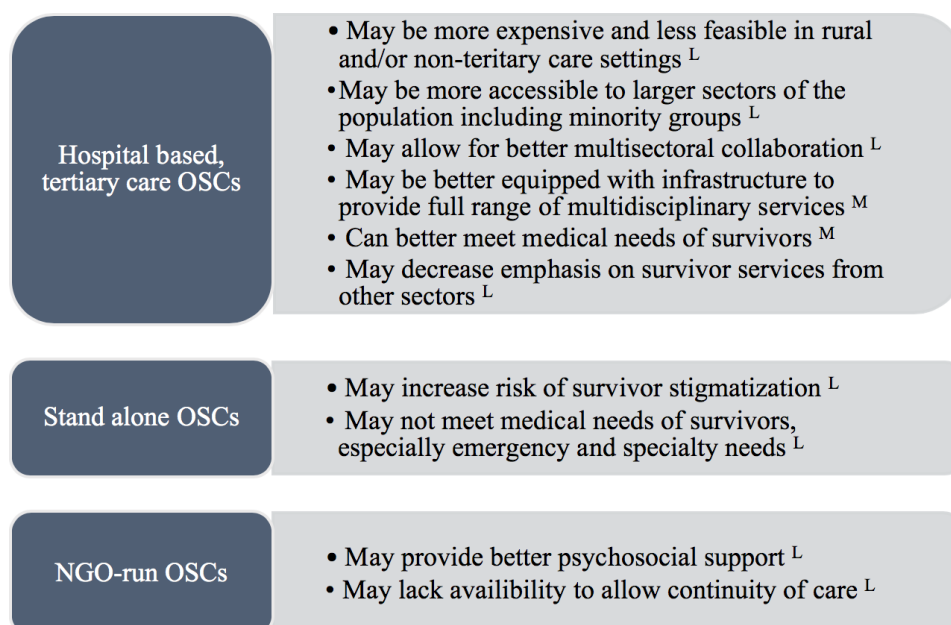 Hospital based,
tertiary care OSCs
• May be more expensive and less feasible in rural
and/or non-teritary care settings L
•May be more accessible to larger sectors of the
population including minority groups L
• May allow for better multisectoral collaboration L
• May be better equipped with infrastructure to
provide full range of multidisciplinary services M
• Can better meet medical needs of survivors M
• May decrease emphasis on survivor services from
other sectors L
Stand alone OSCs
• May increase risk of survivor stigmatization L
• May not meet medical needs of survivors,
especially emergency and specialty needs L
NGO-run OSCs
• May provide better psychosocial support L
• May lack availibility to allow continuity of care L